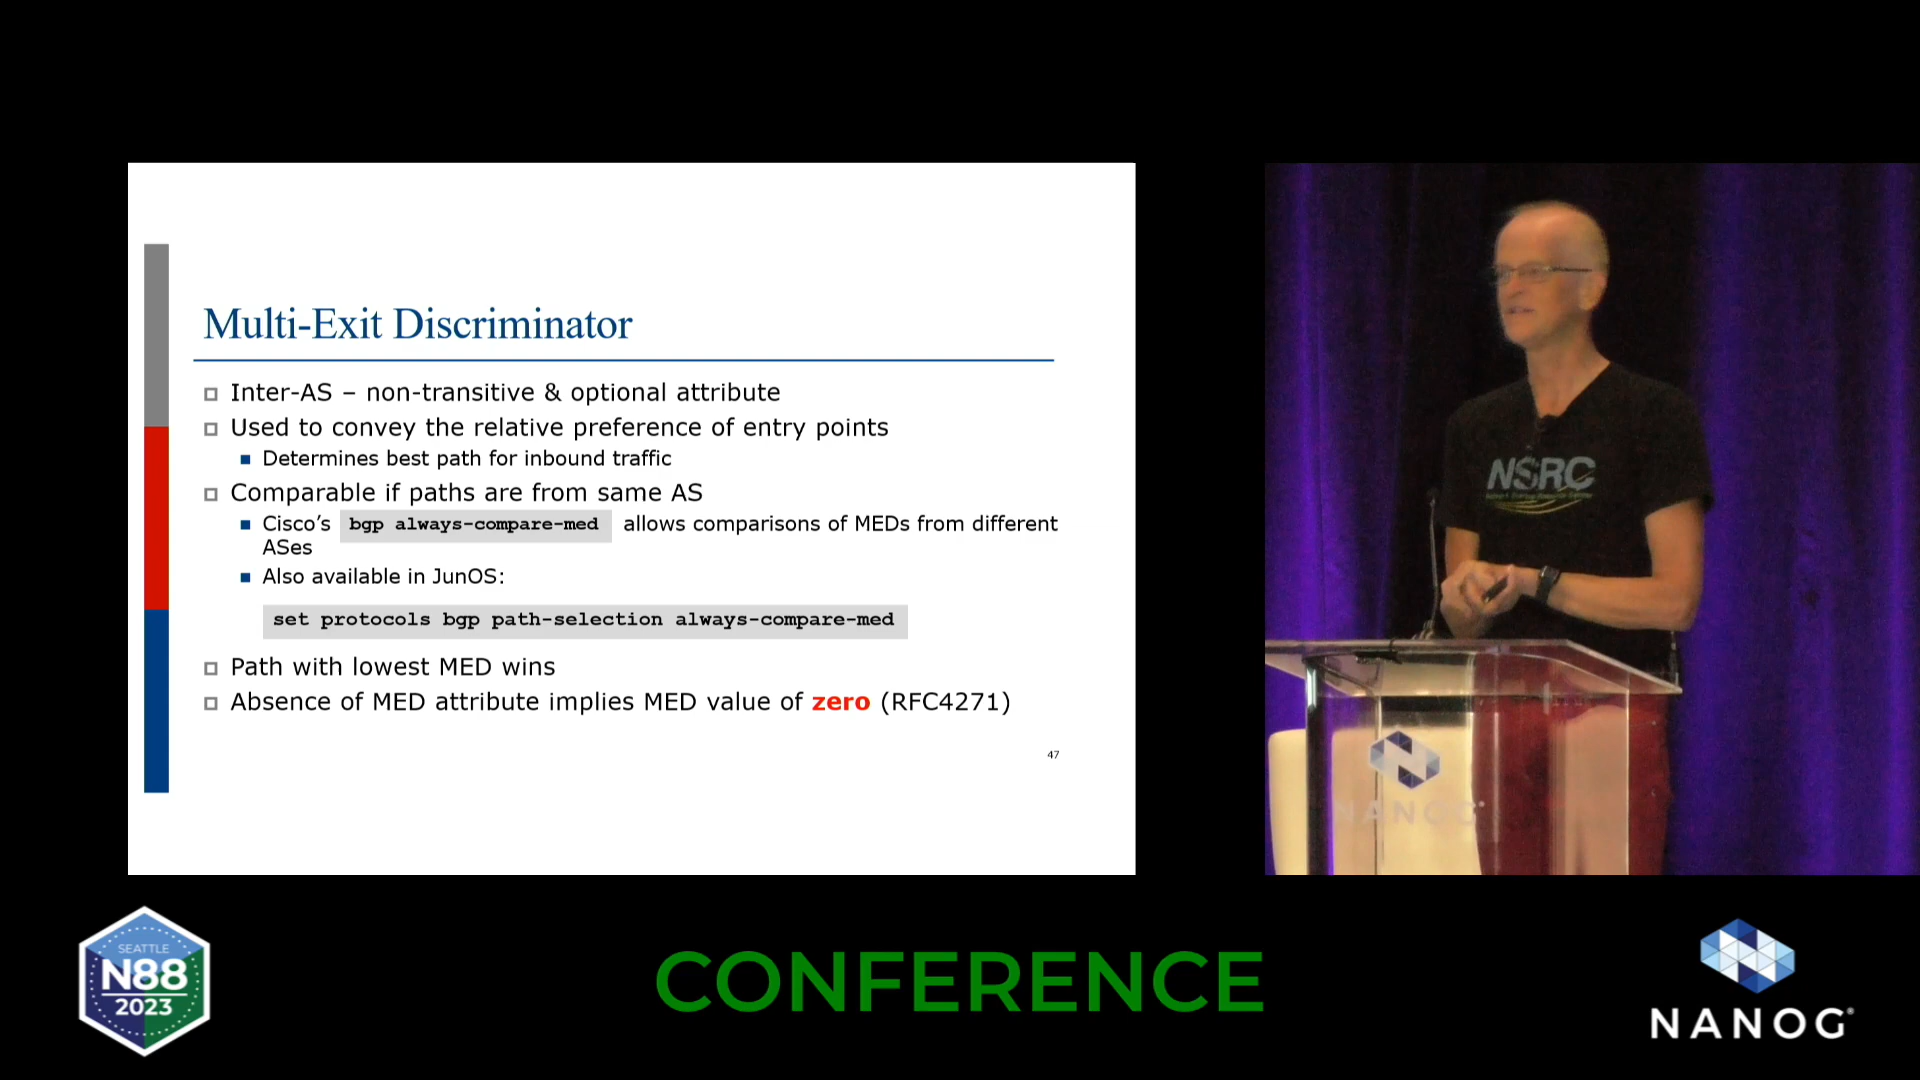 Multi-Exit Discriminator
Inter-AS – non-transitive & optional attribute
Used to convey the relative preference of entry points
Determines best path for inbound traffic
Comparable if paths are from same AS
Cisco’s bgp always-compare-med allows comparisons of MEDs from different
ASes
Also available in JunOS:
set protocols bgp path-selection always-compare-med
Path with lowest MED wins
Absence of MED attribute implies MED value of zero (RFC4271)
47
NSRC
NANOG
SEATTLE
N88
2023
CONFERENCE
NANOG®